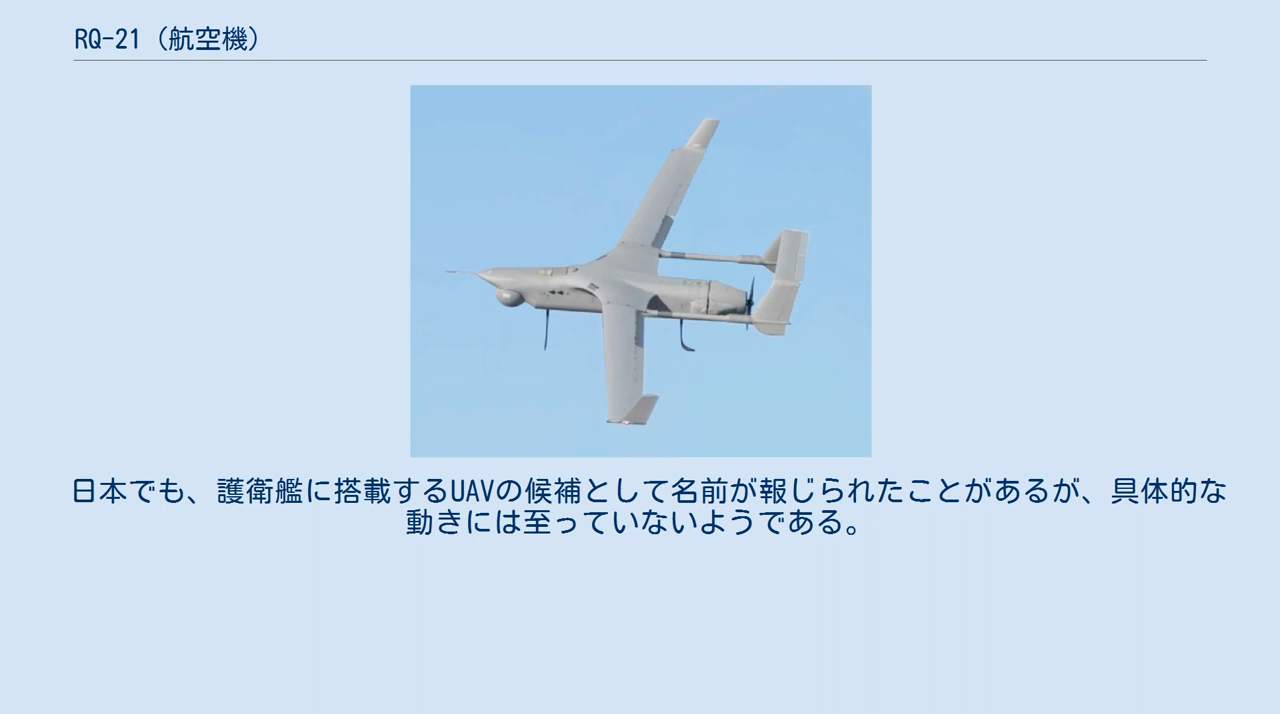 RQ-21（航空機）
日本でも、護衛艦に搭載するUAVの候補として名前が報じられたことがあるが、具体的な
動きには至っていないようである。